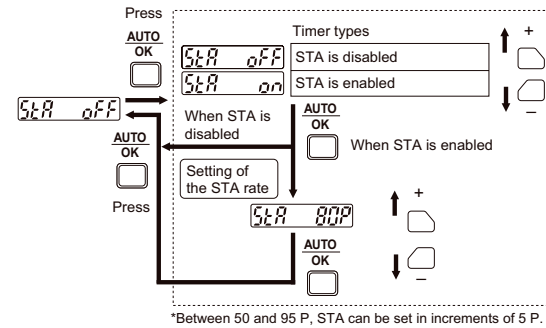 Press
AUTO
OK
Timer types
+
StA oFF STA is disabled
StA on STA is enabled
–
StA oFF
When STA is
disabled
AUTO
OK
When STA is enabled
AUTO
OK
Press
Setting of
the STA rate
StA 80P
+
–
AUTO
OK
*Between 50 and 95 P, STA can be set in increments of 5 P.